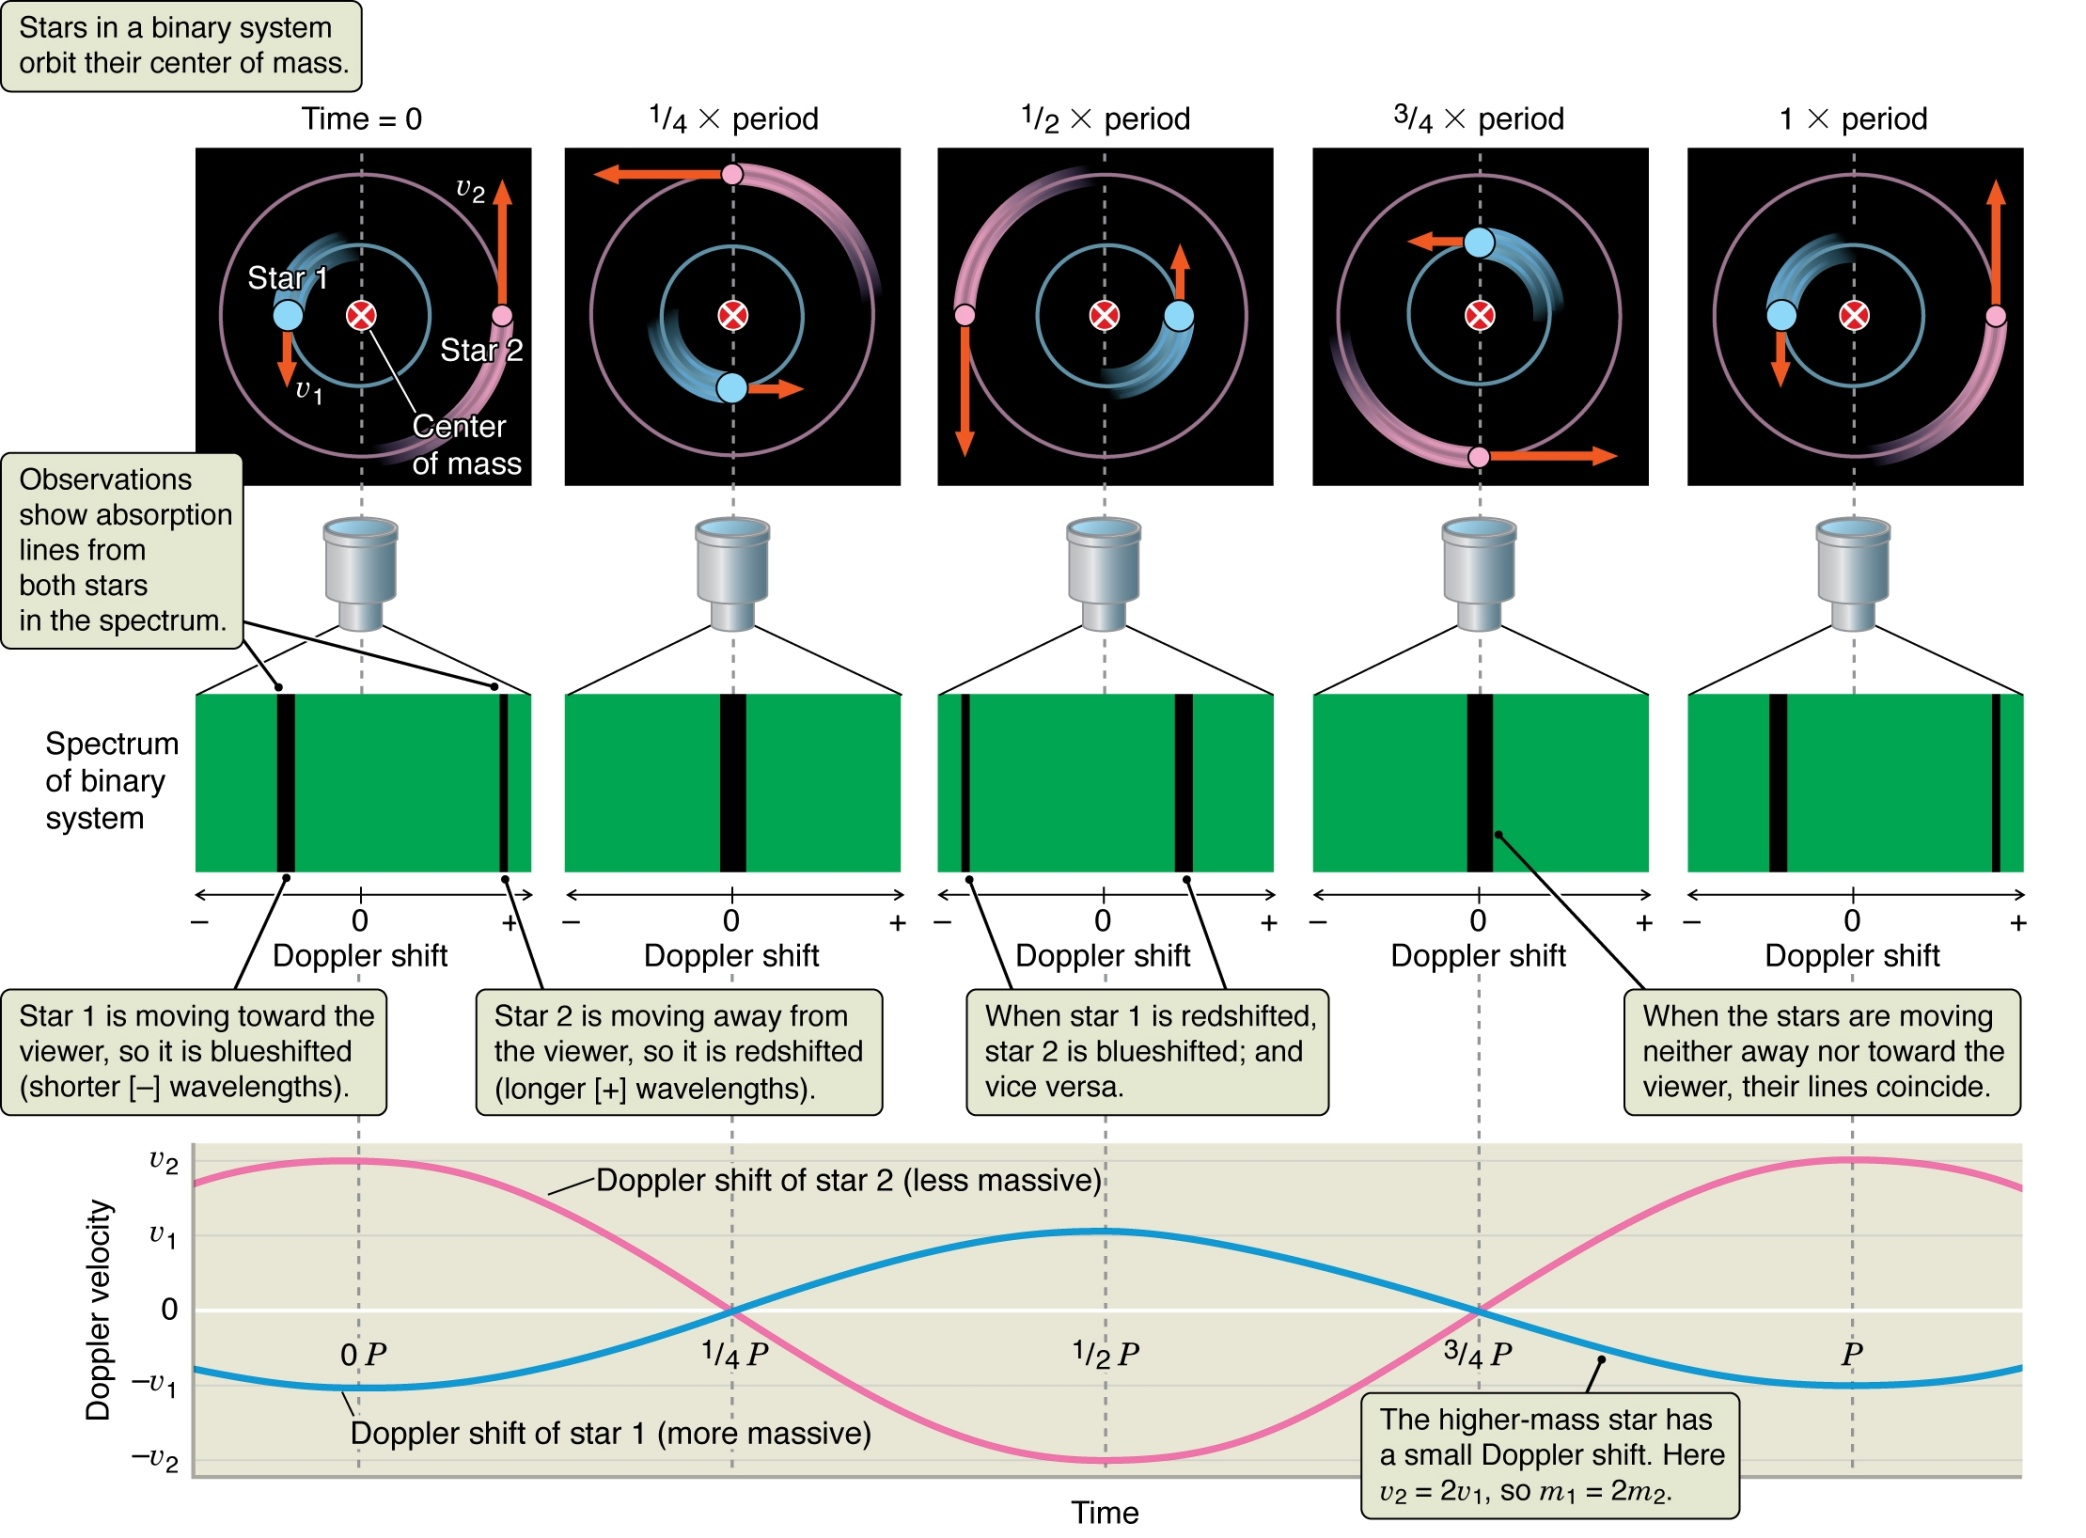 Stars in a binary system
orbit their center of mass.
Time = 0
1/4 × period
1/2 × period
3/4 × period
1 × period
v2
Star 1
Star 2
v1
Center
of mass
Observations
show absorption
lines from
both stars
in the spectrum.
Spectrum
of binary
system
– 0 +
Doppler shift
– 0 +
Doppler shift
– 0 +
Doppler shift
– 0 +
Doppler shift
– 0 +
Doppler shift
Star 1 is moving toward the
viewer, so it is blueshifted
(shorter [–] wavelengths).
Star 2 is moving away from
the viewer, so it is redshifted
(longer [+] wavelengths).
When star 1 is redshifted,
star 2 is blueshifted; and
vice versa.
When the stars are moving
neither away nor toward the
viewer, their lines coincide.
Doppler velocity
v2
v1
0
–v1
–v2
Doppler shift of star 2 (less massive)
0 P
1/4 P
1/2 P
3/4 P
P
Doppler shift of star 1 (more massive)
The higher-mass star has
a small Doppler shift. Here
v2 = 2v1, so m1 = 2m2.
Time